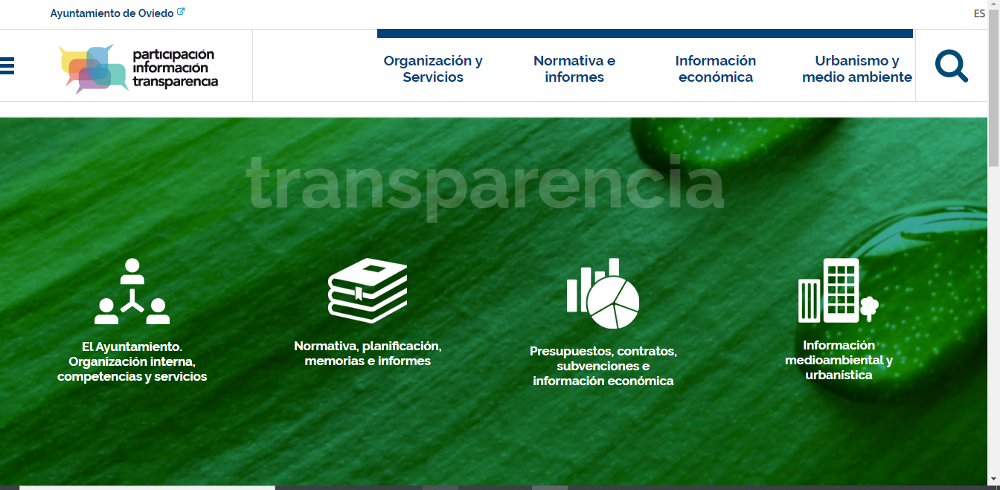 Ayuntamiento de Oviedo
ES
participación
información
transparencia
Organización y
Servicios
Normativa e
informes
Información
económica
Urbanismo y
medio ambiente
transparencia
El Ayuntamiento.
Organización interna,
competencias y servicios
Normativa, planificación,
memorias e informes
Presupuestos, contratos,
subvenciones e
información económica
Información
medioambiental y
urbanística